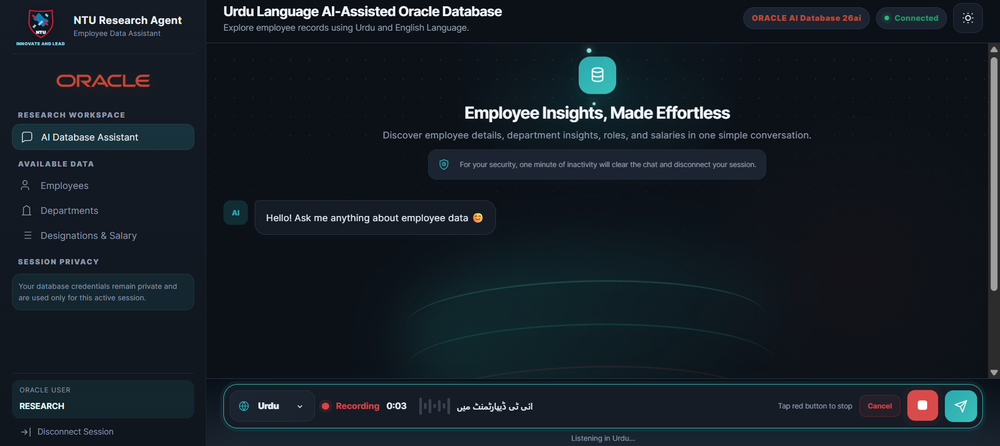 NTU
INNOVATE AND LEAD
NTU Research Agent
Employee Data Assistant
ORACLE
RESEARCH WORKSPACE
AI Database Assistant
AVAILABLE DATA
Employees
Departments
Designations & Salary
SESSION PRIVACY
Your database credentials remain private and
are used only for this active session.
ORACLE USER
RESEARCH
Disconnect Session
Urdu Language AI-Assisted Oracle Database
Explore employee records using Urdu and English Language.
ORACLE AI Database 26ai
Connected
Employee Insights, Made Effortless
Discover employee details, department insights, roles, and salaries in one simple conversation.
For your security, one minute of inactivity will clear the chat and disconnect your session.
AI
Hello! Ask me anything about employee data 😊
Urdu
Recording 0:03
ائی ٹی ڈیپارٹمنٹ میں
Tap red button to stop
Cancel
Listening in Urdu...